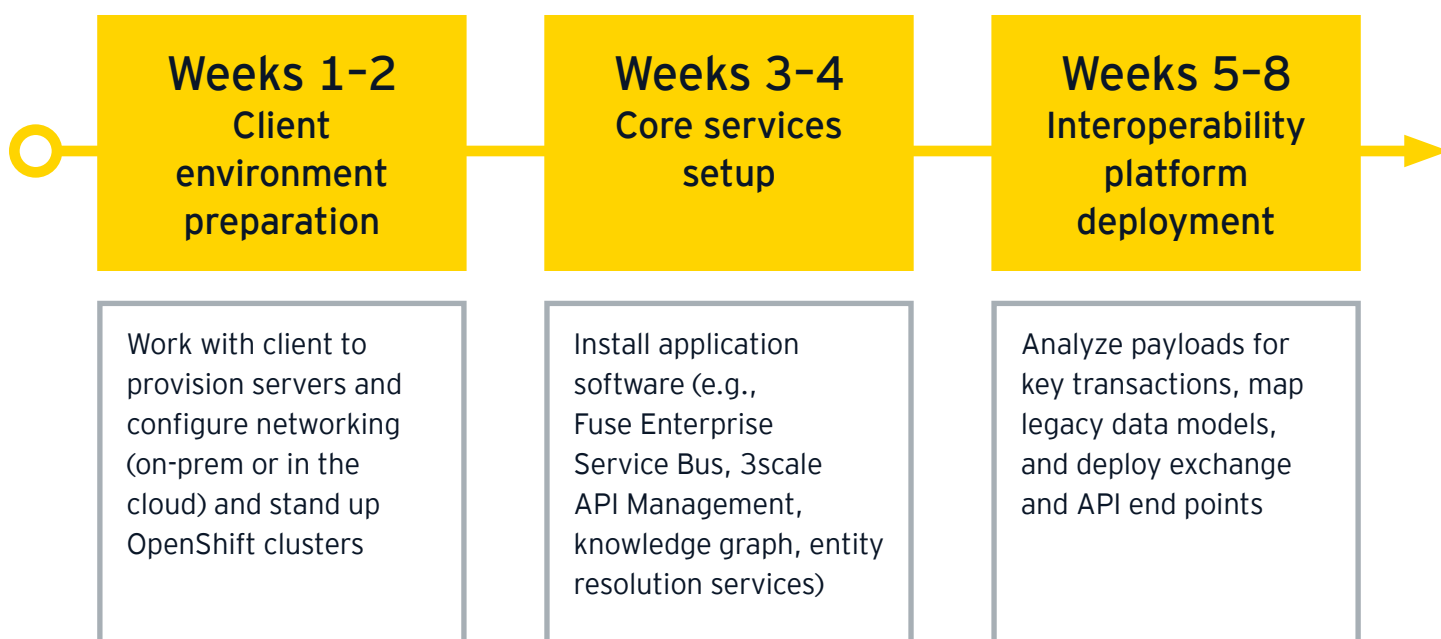 Weeks 1–2
Client
environment
preparation
Work with client to
provision servers and
configure networking
(on-prem or in the
cloud) and stand up
OpenShift clusters
Weeks 3–4
Core services
setup
Install application
software (e.g.,
Fuse Enterprise
Service Bus, 3scale
API Management,
knowledge graph, entity
resolution services)
Weeks 5–8
Interoperability
platform
deployment
Analyze payloads for
key transactions, map
legacy data models,
and deploy exchange
and API end points